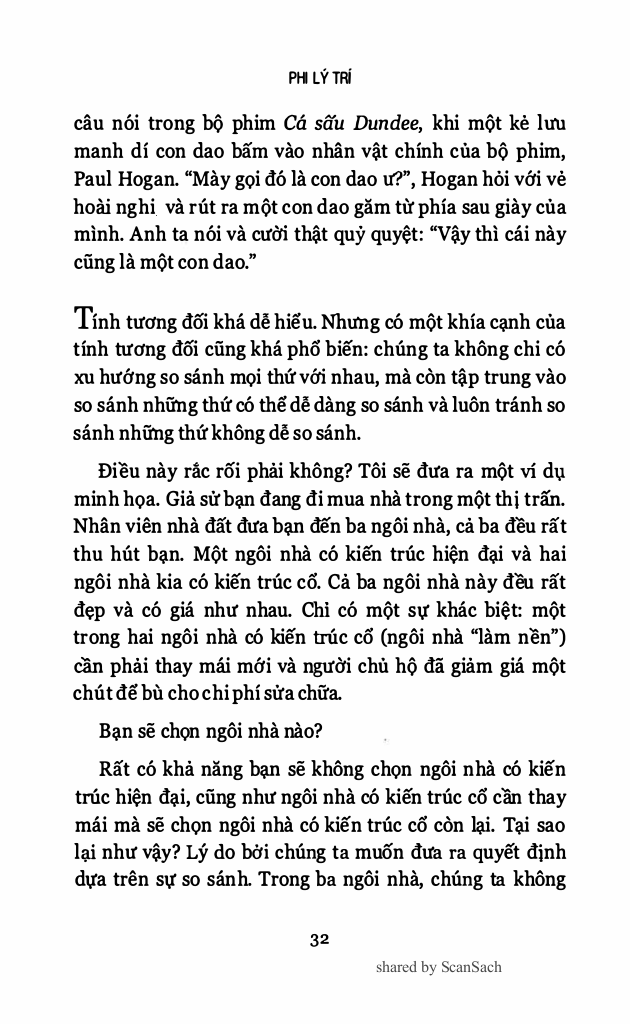 PHI LÝ TRÍ
câu nói trong bộ phim Cá sấu Dundee, khi một kẻ lưu
manh dí con dao bấm vào nhân vật chính của bộ phim,
Paul Hogan. “Mày gọi đó là con dao ư?”, Hogan hỏi với vẻ
hoài nghi và rút ra một con dao găm từ phía sau giày của
mình. Anh ta nói và cười thật quỷ quyệt: “Vậy thì cái này
cũng là một con dao.”
Tính tương đối khá dễ hiểu. Nhưng có một khía cạnh của
tính tương đối cũng khá phổ biến: chúng ta không chi có
xu hướng so sánh mọi thứ với nhau, mà còn tập trung vào
so sánh những thứ có thể dễ dàng so sánh và luôn tránh so
sánh những thứ không dễ so sánh.
Điều này rắc rối phải không? Tôi sẽ đưa ra một ví dụ
minh họa. Giả sử bạn đang đi mua nhà trong một thị trấn.
Nhân viên nhà đất đưa bạn đến ba ngôi nhà, cả ba đều rất
thu hút bạn. Một ngôi nhà có kiến trúc hiện đại và hai
ngôi nhà kia có kiến trúc cổ. Cả ba ngôi nhà này đều rất
đẹp và có giá như nhau. Chi có một sự khác biệt: một
trong hai ngôi nhà có kiến trúc cổ (ngôi nhà “làm nền”)
cần phải thay mái mới và người chủ hộ đã giảm giá một
chút để bù cho chi phí sửa chữa.
Bạn sẽ chọn ngôi nhà nào?
Rất có khả năng bạn sẽ không chọn ngôi nhà có kiến
trúc hiện đại, cũng như ngôi nhà có kiến trúc cổ cần thay
mái mà sẽ chọn ngôi nhà có kiến trúc cổ còn lại. Tại sao
lại như vậy? Lý do bởi chúng ta muốn đưa ra quyết định
dựa trên sự so sánh. Trong ba ngôi nhà, chúng ta không
32
shared by ScanSach